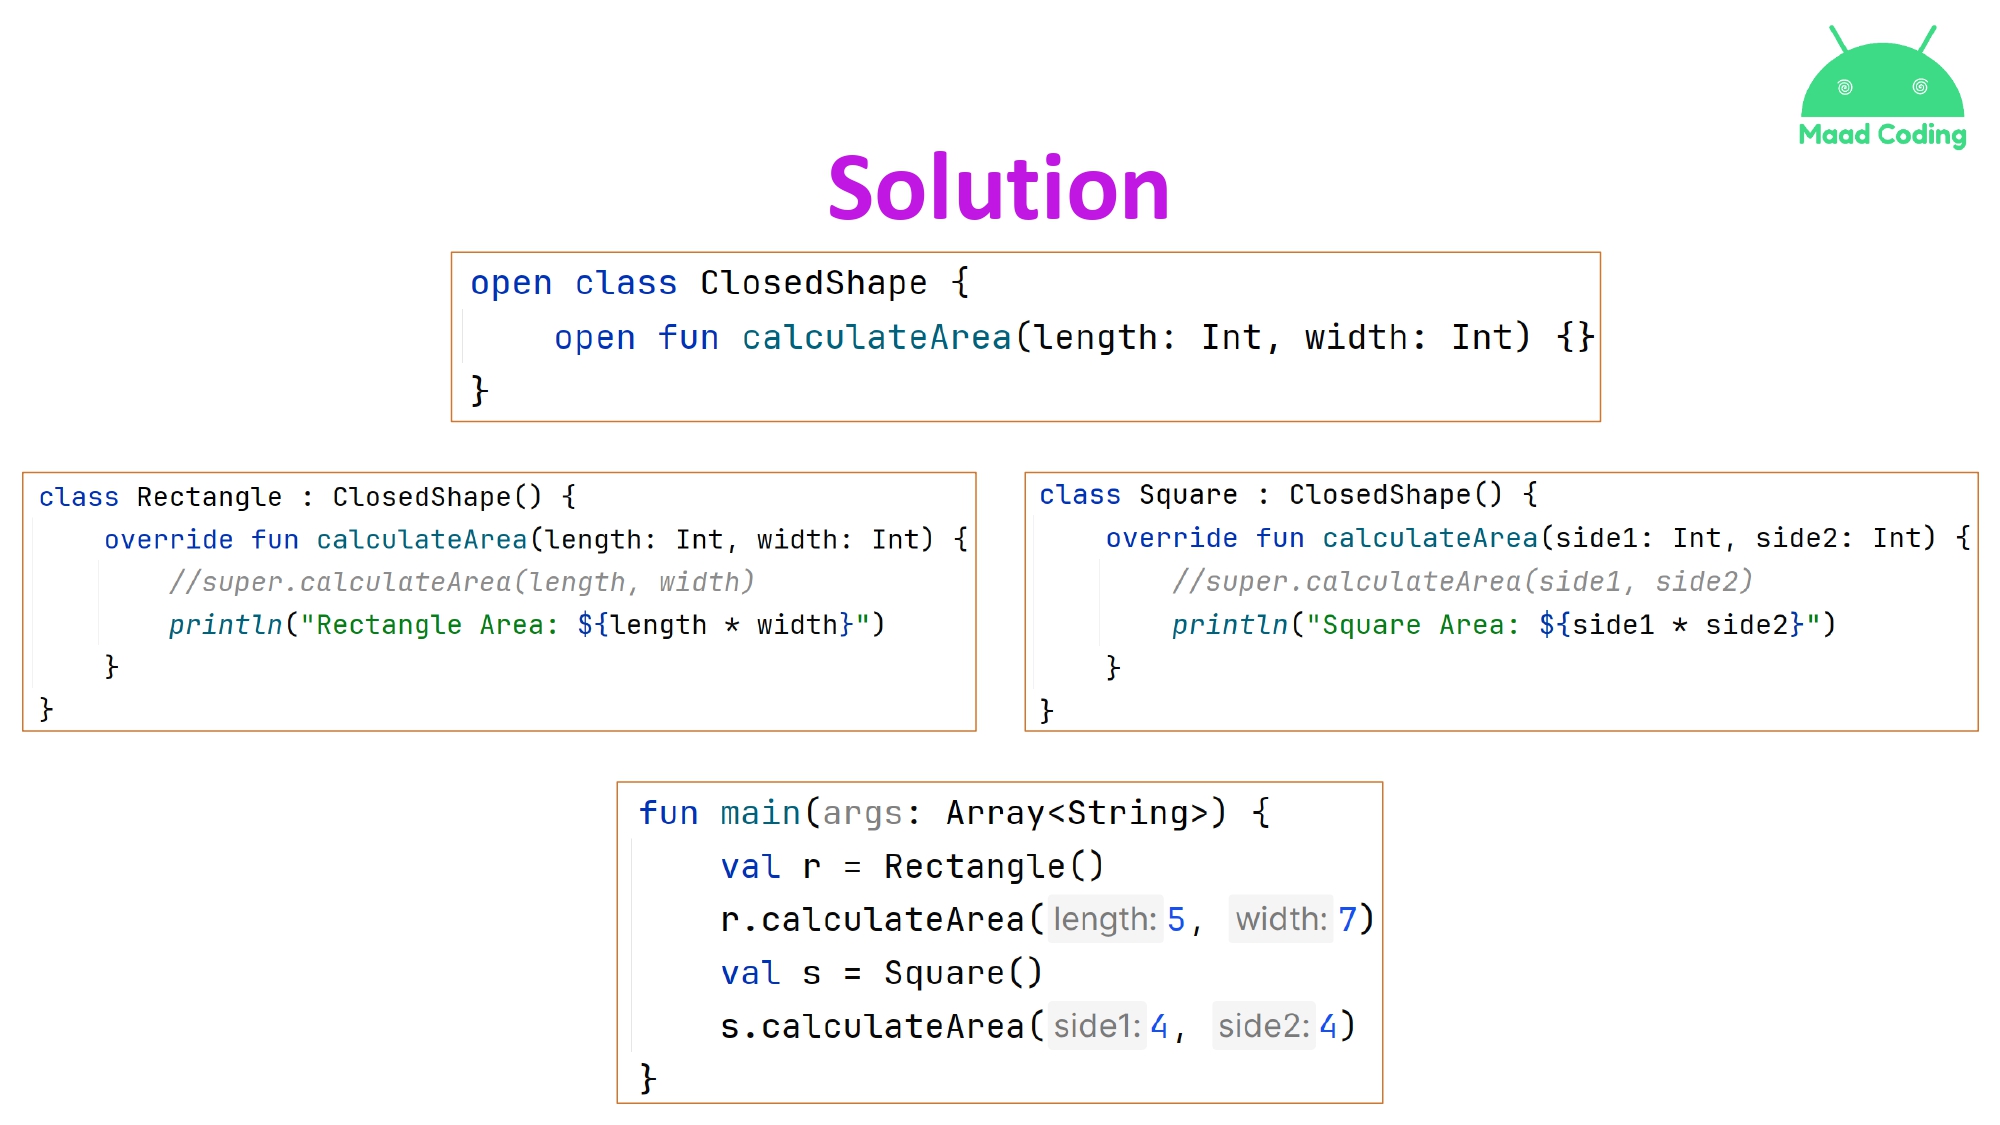 Maad Coding
Solution
open class ClosedShape {
    open fun calculateArea(length: Int, width: Int) {}
}
class Rectangle : ClosedShape() {
    override fun calculateArea(length: Int, width: Int) {
        //super.calculateArea(length, width)
        println("Rectangle Area: ${length * width}")
    }
}
class Square : ClosedShape() {
    override fun calculateArea(side1: Int, side2: Int) {
        //super.calculateArea(side1, side2)
        println("Square Area: ${side1 * side2}")
    }
}
fun main(args: Array<String>) {
    val r = Rectangle()
    r.calculateArea(length: 5, width: 7)
    val s = Square()
    s.calculateArea(side1: 4, side2: 4)
}